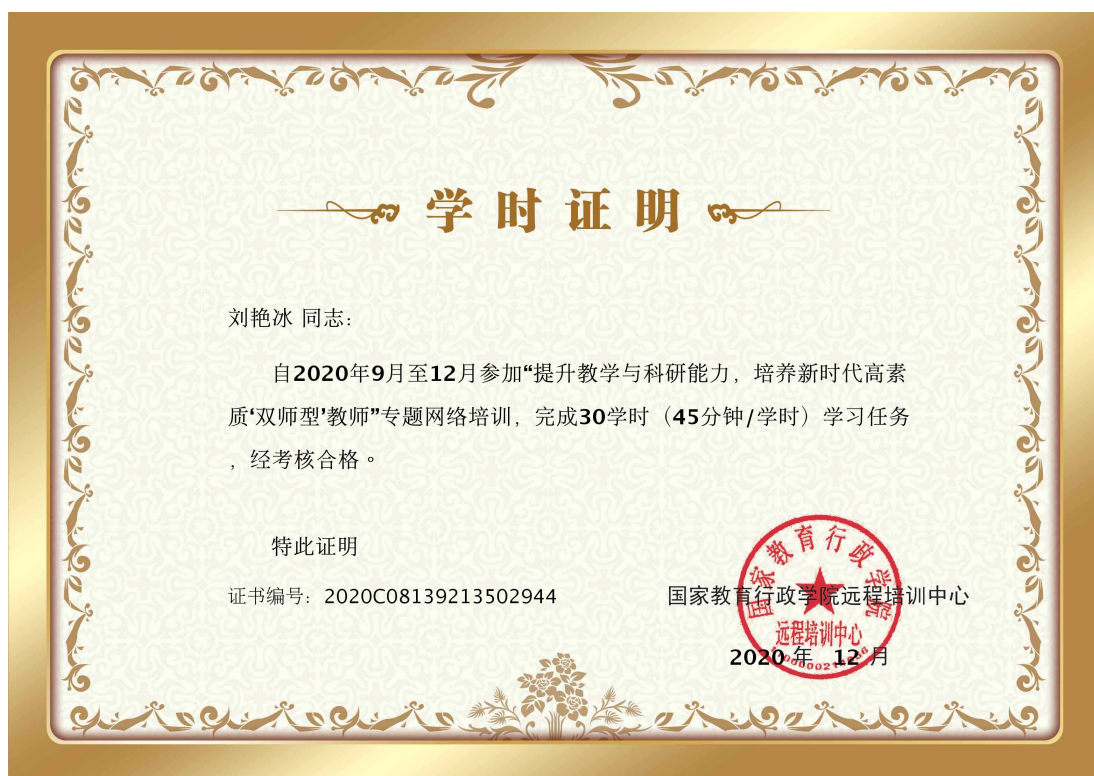 学时证明
刘艳冰 同志：
自2020年9月至12月参加“提升教学与科研能力，培养新时代高素
质‘双师型’教师”专题网络培训，完成30学时（45分钟/学时）学习任务
，经考核合格。
特此证明
证书编号：2020C08139213502944
国家教育行政学院远程培训中心
2020 年 12 月
国家教育行政学院
远程培训中心